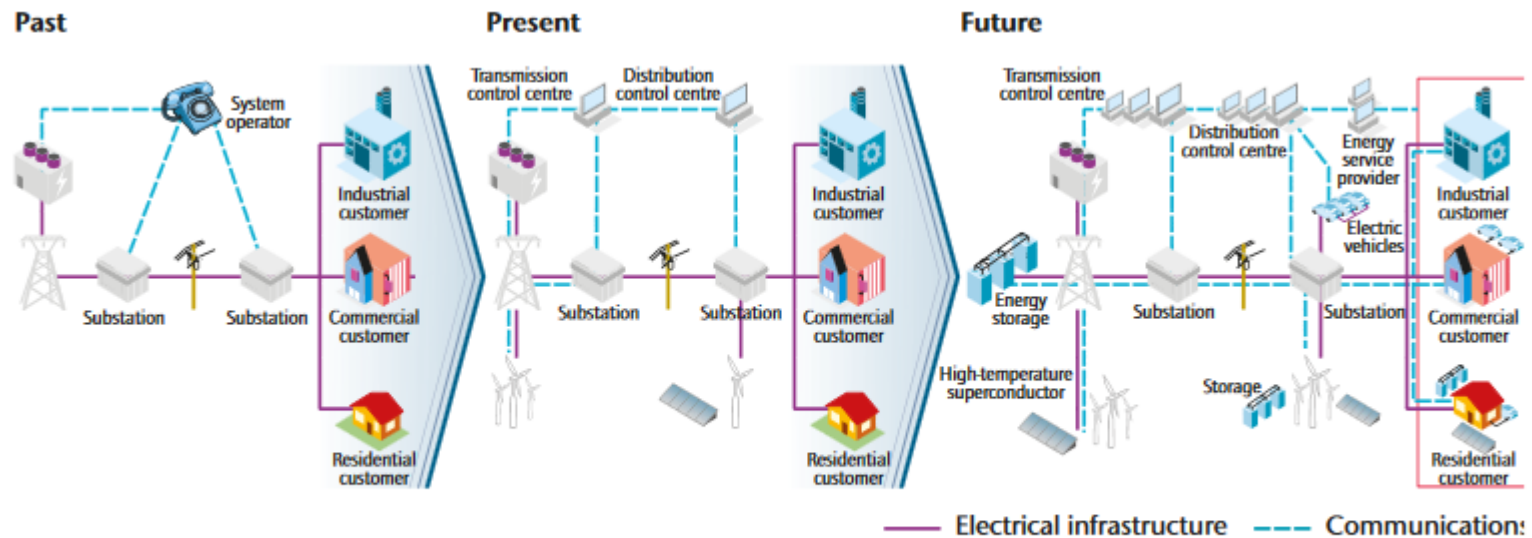 Past
System
operator
Substation
Substation
Industrial
customer
Commercial
customer
Residential
customer
Present
Transmission
control centre
Distribution
control centre
Substation
Substation
Industrial
customer
Commercial
customer
Residential
customer
Future
Transmission
control centre
Distribution
control centre
Energy
service
provider
Electric
vehicles
Energy
storage
Substation
Substation
High-temperature
superconductor
Storage
Industrial
customer
Commercial
customer
Residential
customer
Electrical infrastructure
Communications